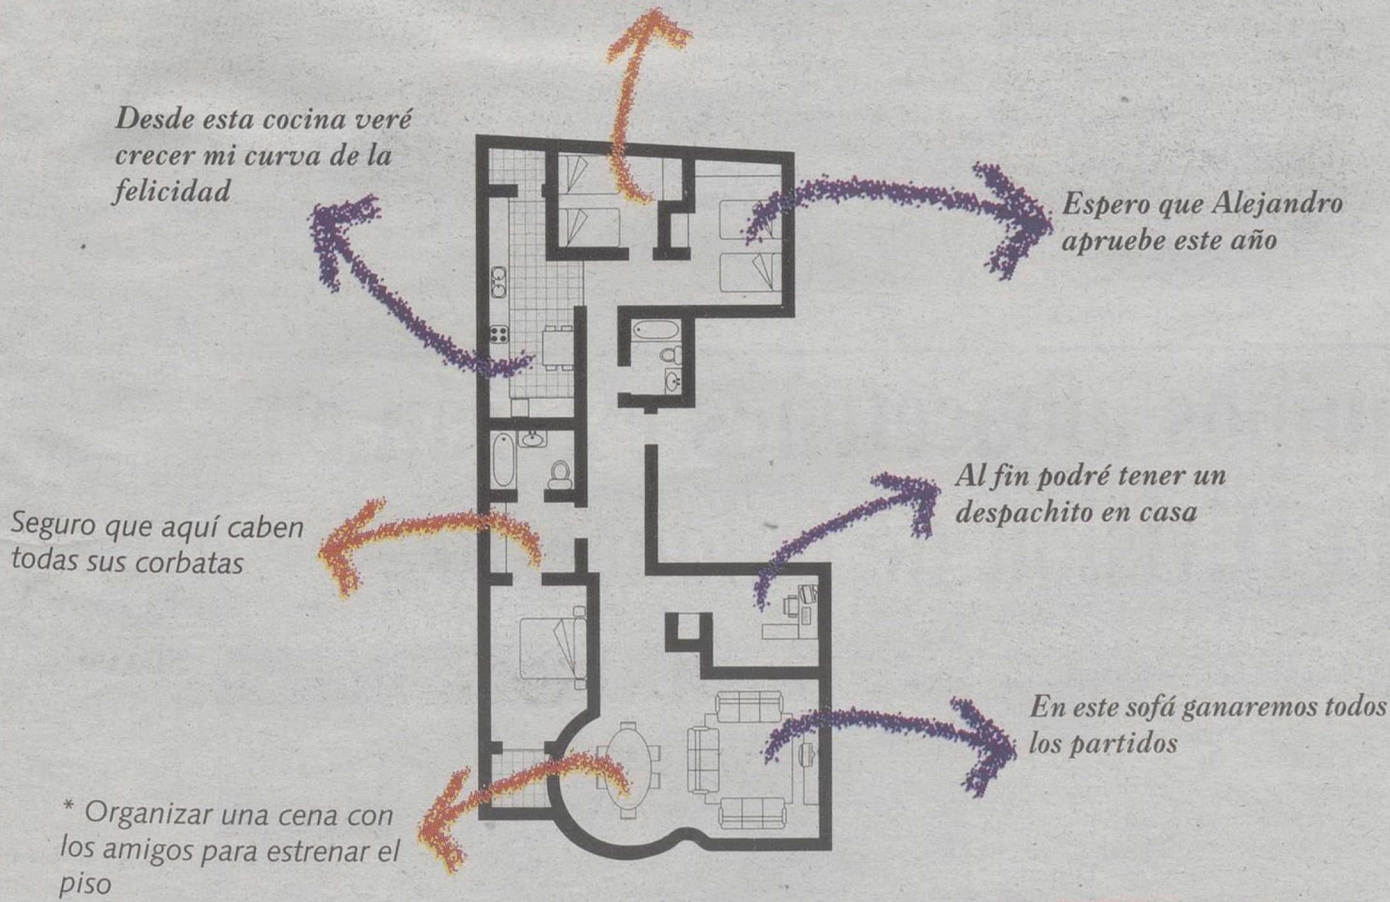 Desde esta cocina veré
crecer mi curva de la
felicidad
Espero que Alejandro
apruebe este año
Al fin podré tener un
despachito en casa
Seguro que aquí caben
todas sus corbatas
En este sofá ganaremos todos
los partidos
* Organizar una cena con
los amigos para estrenar el
piso